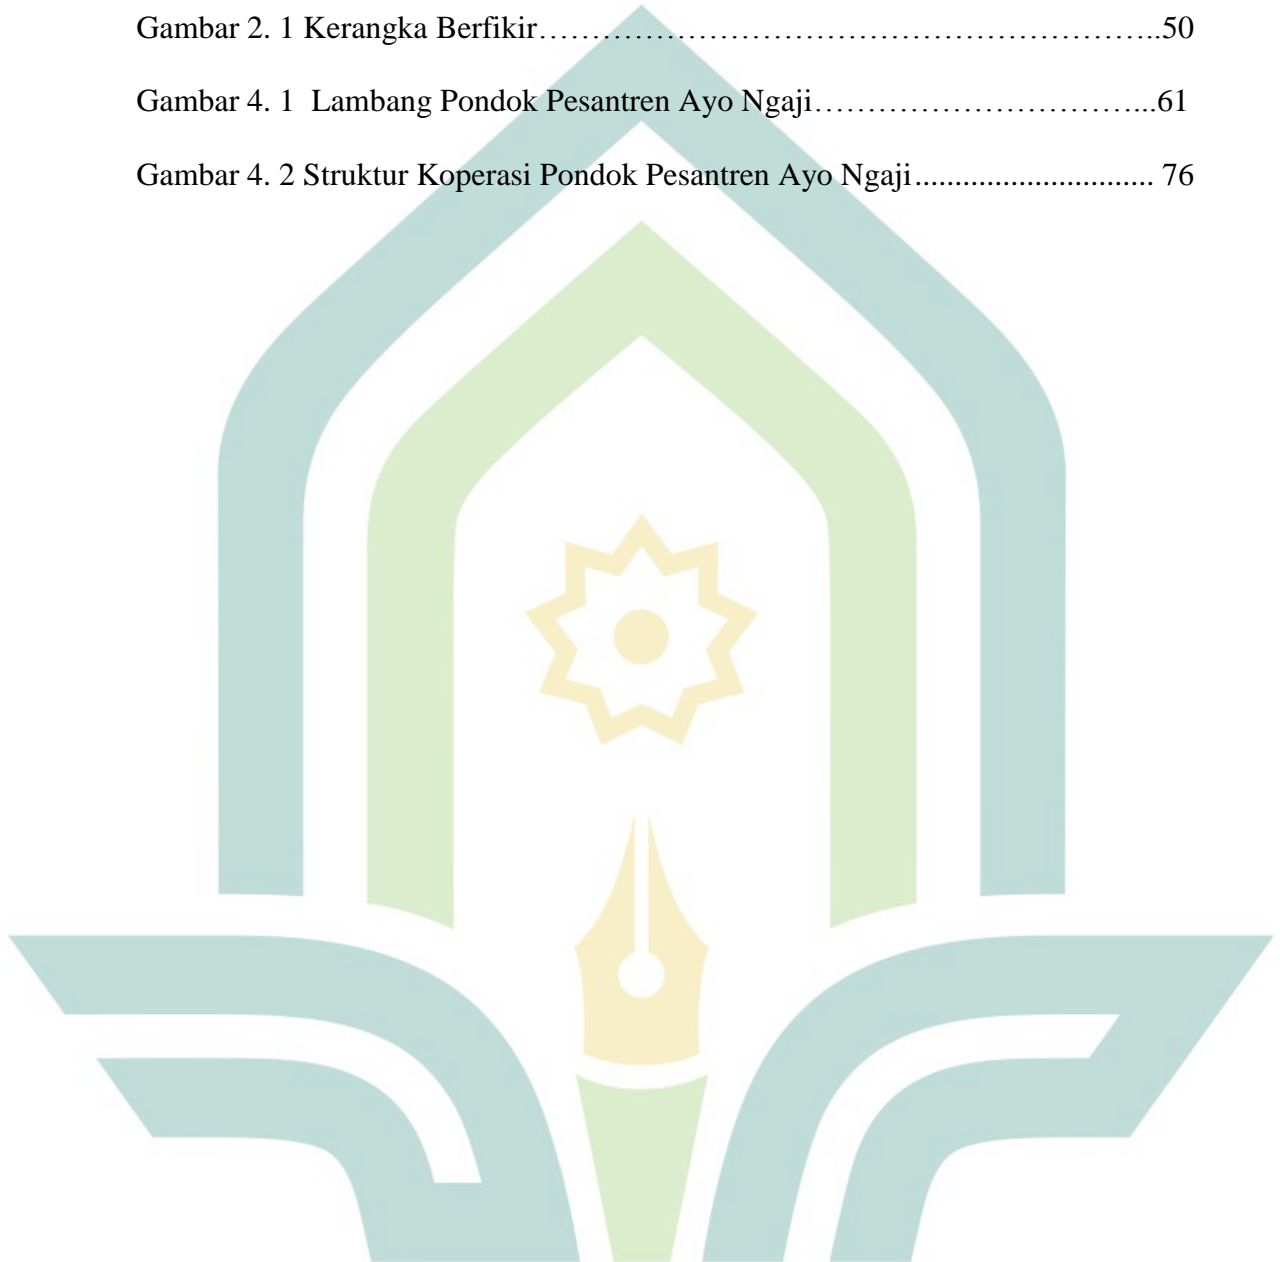 Gambar 2. 1 Kerangka Berfikir…………………………………………………..50
Gambar 4. 1  Lambang Pondok Pesantren Ayo Ngaji…………………………...61
Gambar 4. 2 Struktur Koperasi Pondok Pesantren Ayo Ngaji.............................. 76